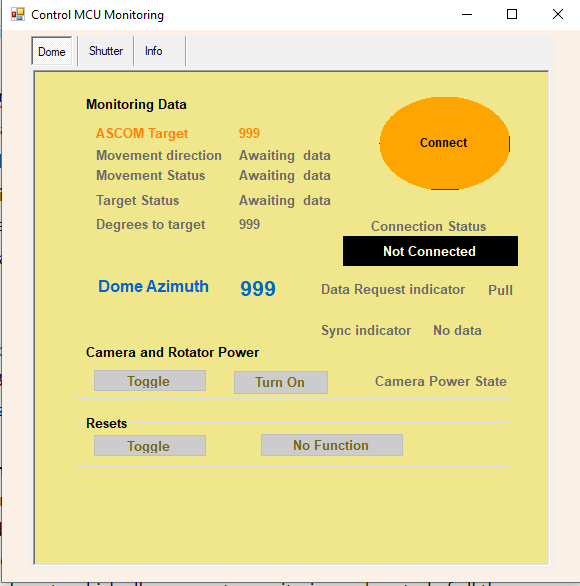 Control MCU Monitoring
Dome Shutter Info
Monitoring Data
ASCOM Target 999
Movement direction Awaiting data
Movement Status Awaiting data
Target Status Awaiting data
Degrees to target 999
Connect
Connection Status
Not Connected
Dome Azimuth 999
Data Request indicator Pull
Sync indicator No data
Camera and Rotator Power
Toggle Turn On Camera Power State
Resets
Toggle No Function